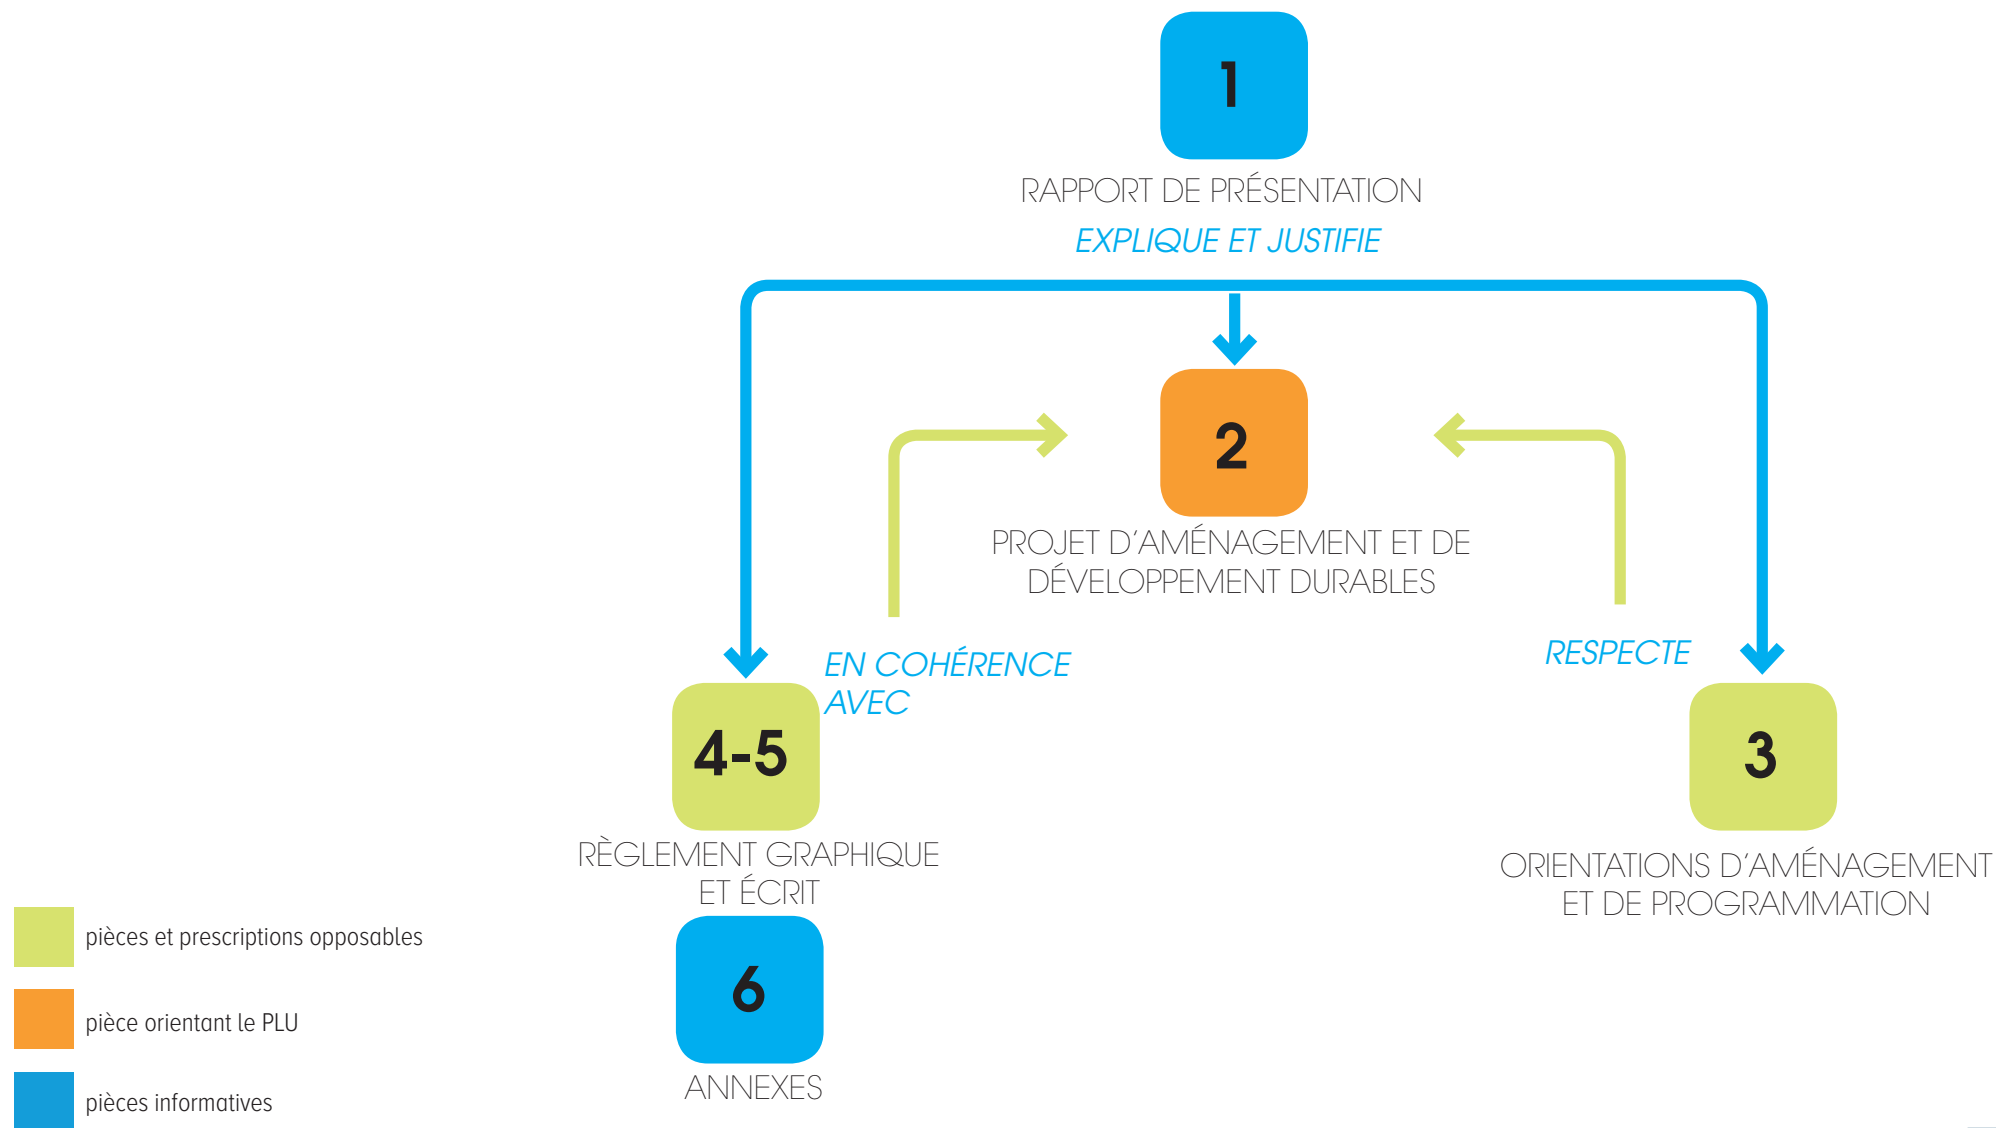 1
RAPPORT DE PRÉSENTATION
EXPLIQUE ET JUSTIFIE
2
PROJET D’AMÉNAGEMENT ET DE
DÉVELOPPEMENT DURABLES
EN COHÉRENCE
AVEC
RESPECTE
4-5
RÈGLEMENT GRAPHIQUE
ET ÉCRIT
3
ORIENTATIONS D’AMÉNAGEMENT
ET DE PROGRAMMATION
6
ANNEXES
pièces et prescriptions opposables
pièce orientant le PLU
pièces informatives